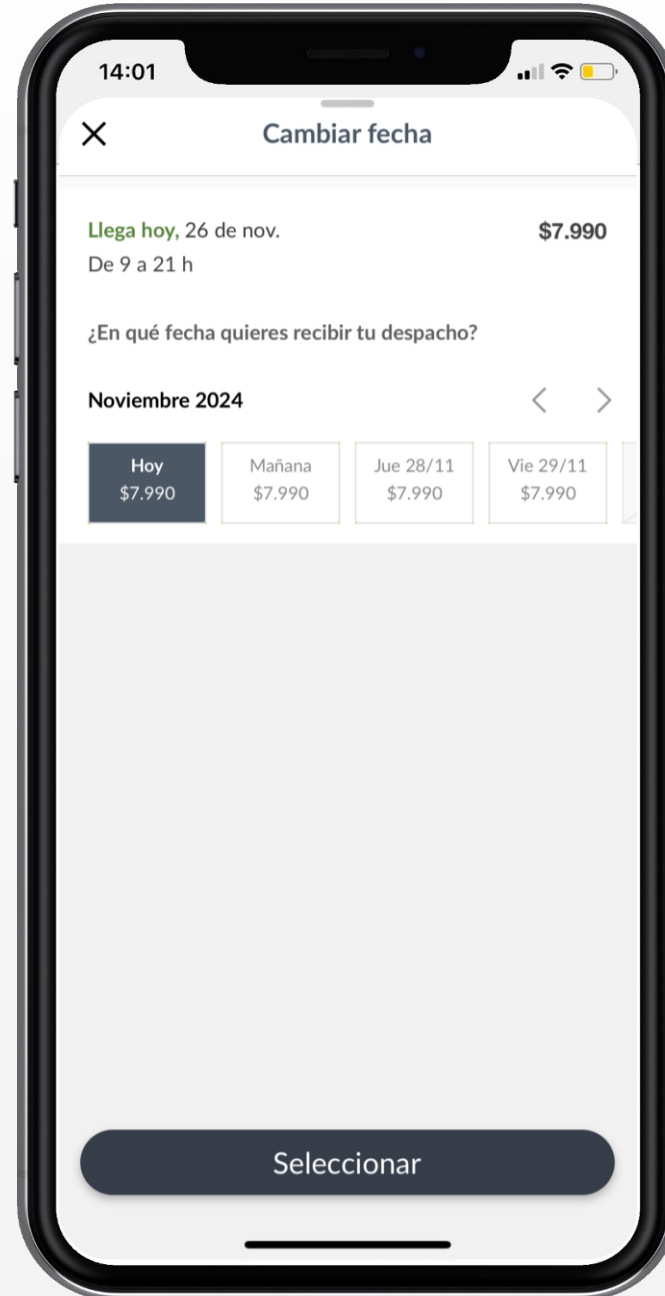 14:01
Cambiar fecha
Llega hoy, 26 de nov. $7.990
De 9 a 21 h
¿En qué fecha quieres recibir tu despacho?
Noviembre 2024
Hoy Mañana Jue 28/11 Vie 29/11
$7.990 $7.990 $7.990 $7.990
Seleccionar